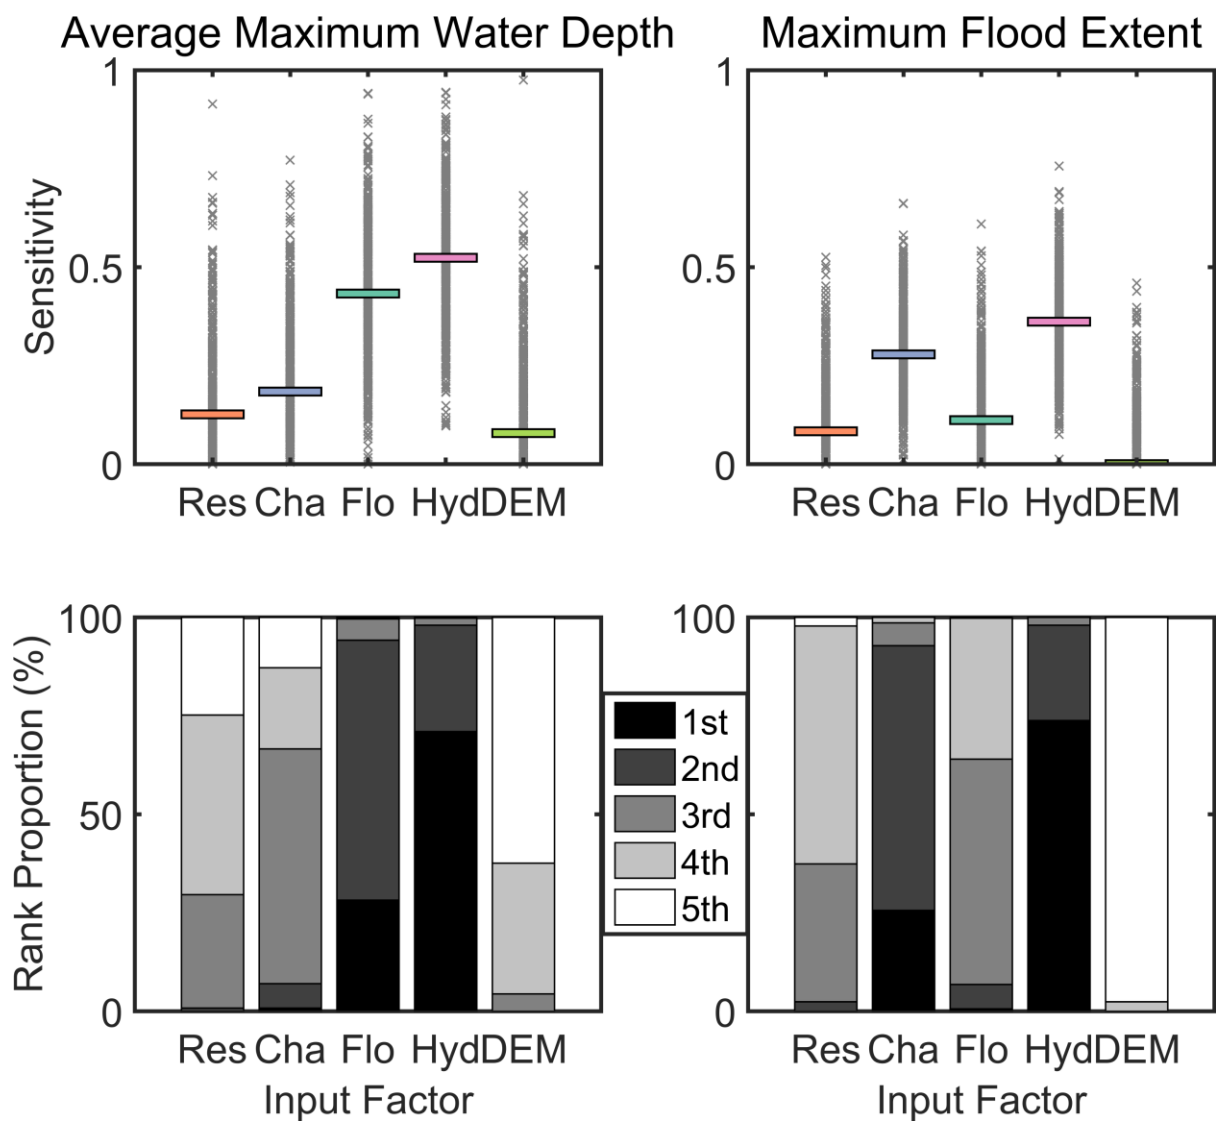 Average Maximum Water Depth
Maximum Flood Extent
Sensitivity
1
0.5
0
Res Cha Flo HydDEM
1
0.5
0
Res Cha Flo HydDEM
Rank Proportion (%)
100
50
0
Res Cha Flo HydDEM
Input Factor
1st
2nd
3rd
4th
5th
100
50
0
Res Cha Flo HydDEM
Input Factor